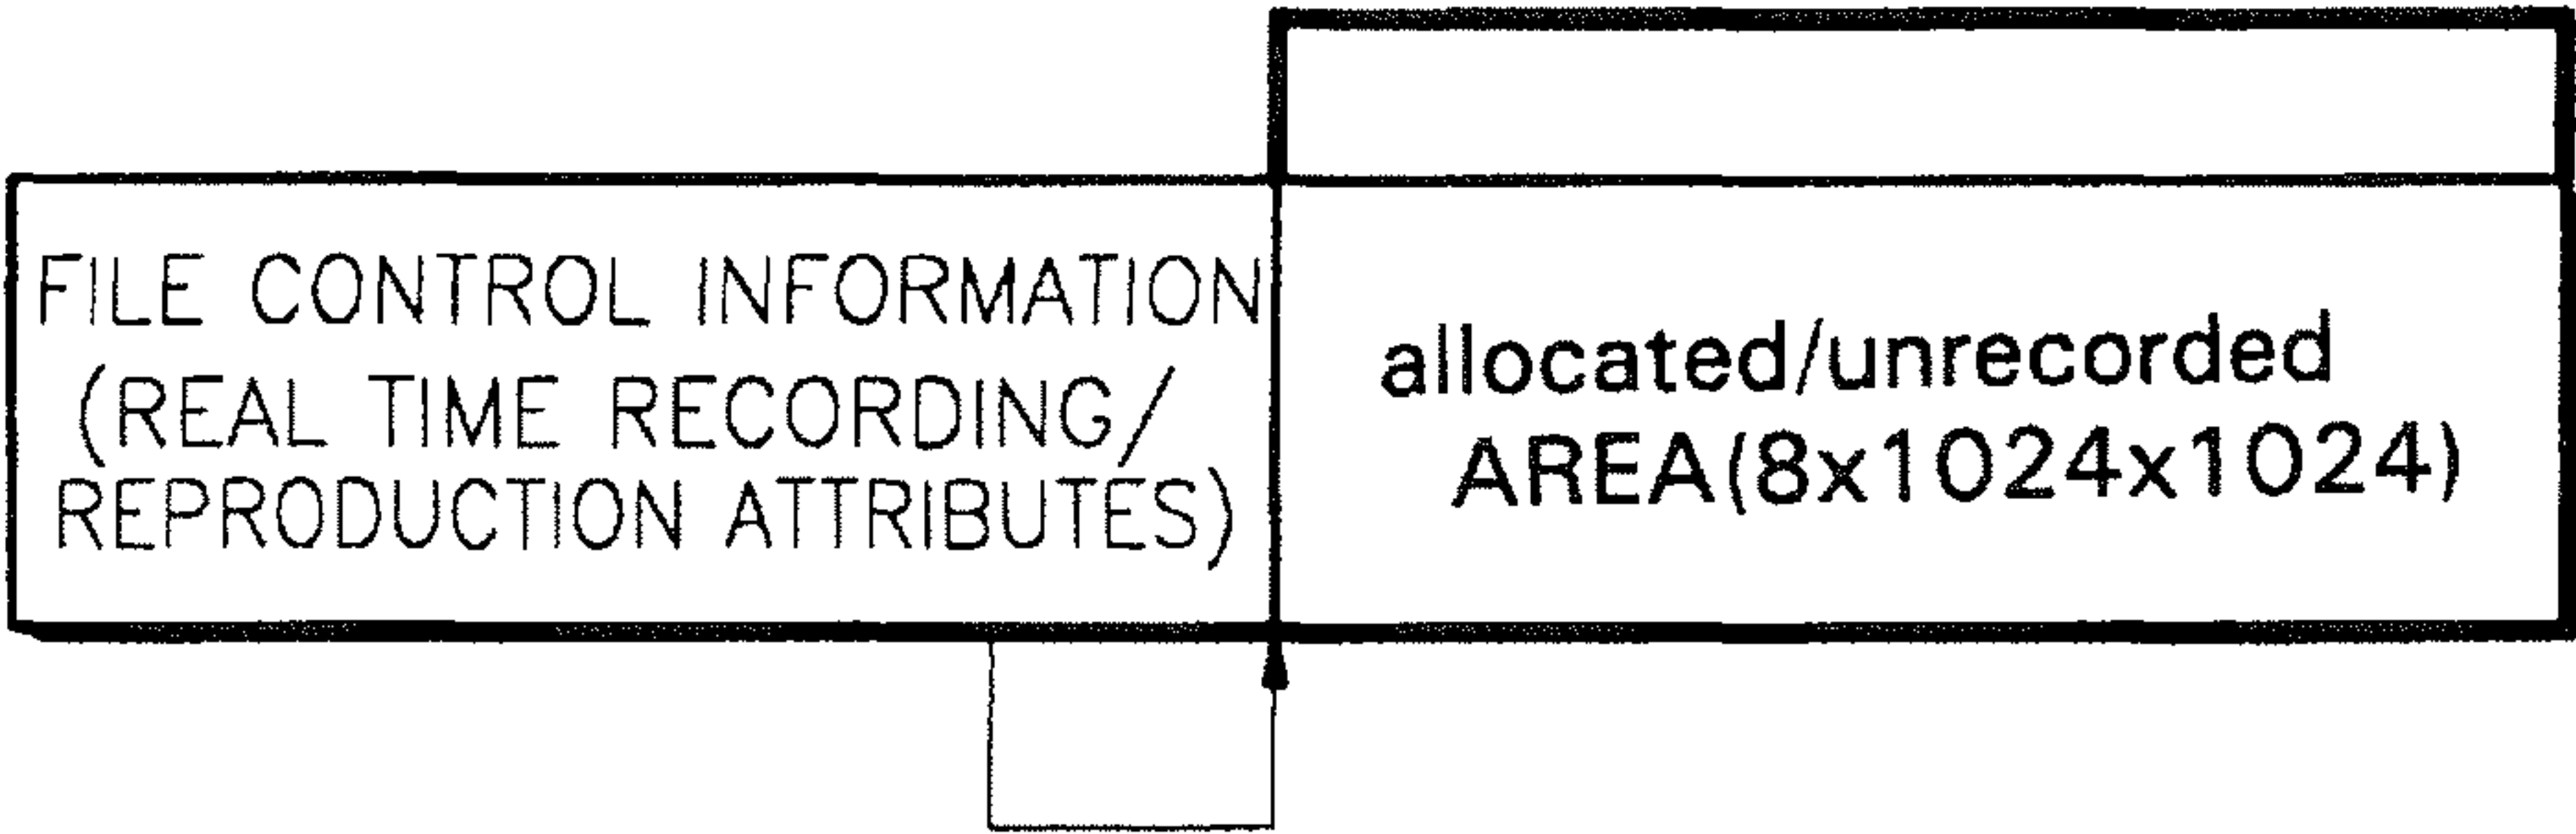 FILE CONTROL INFORMATION
(REAL TIME RECORDING/
REPRODUCTION ATTRIBUTES)
allocated/unrecorded
AREA(8x1024x1024)